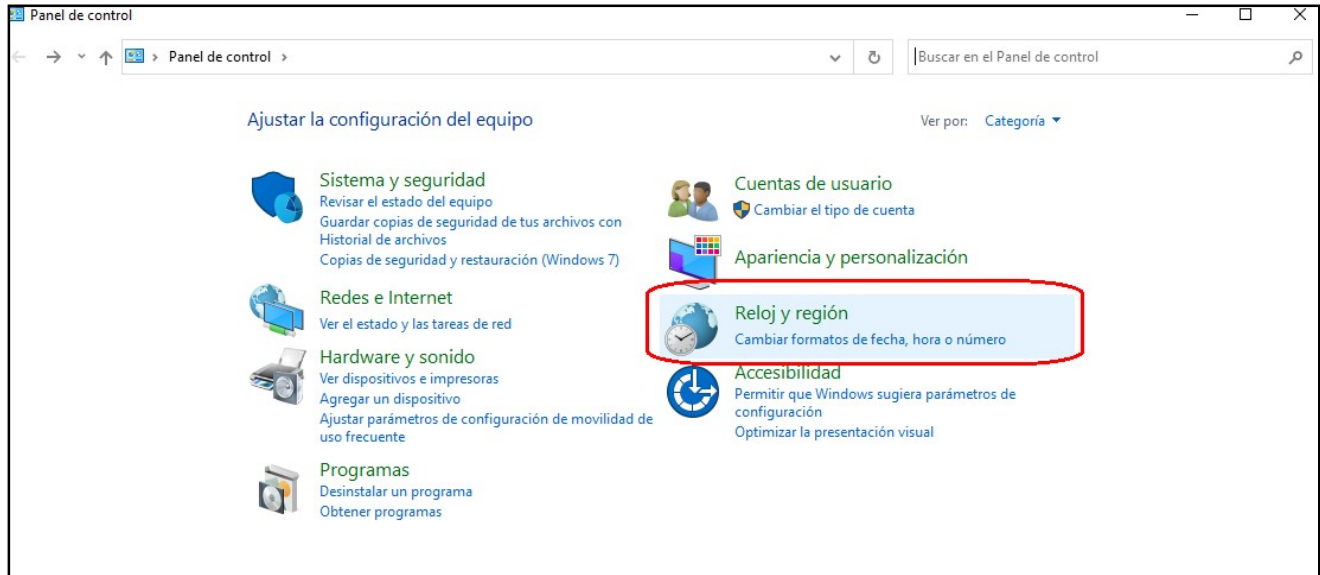 Panel de control
Panel de control
Buscar en el Panel de control
Ajustar la configuración del equipo
Ver por: Categoría
Sistema y seguridad
Revisar el estado del equipo
Guardar copias de seguridad de tus archivos con
Historial de archivos
Copias de seguridad y restauración (Windows 7)
Redes e Internet
Ver el estado y las tareas de red
Hardware y sonido
Ver dispositivos e impresoras
Agregar un dispositivo
Ajustar parámetros de configuración de movilidad de
uso frecuente
Programas
Desinstalar un programa
Obtener programas
Cuentas de usuario
Cambiar el tipo de cuenta
Apariencia y personalización
Reloj y región
Cambiar formatos de fecha, hora o número
Accesibilidad
Permitir que Windows sugiera parámetros de
configuración
Optimizar la presentación visual